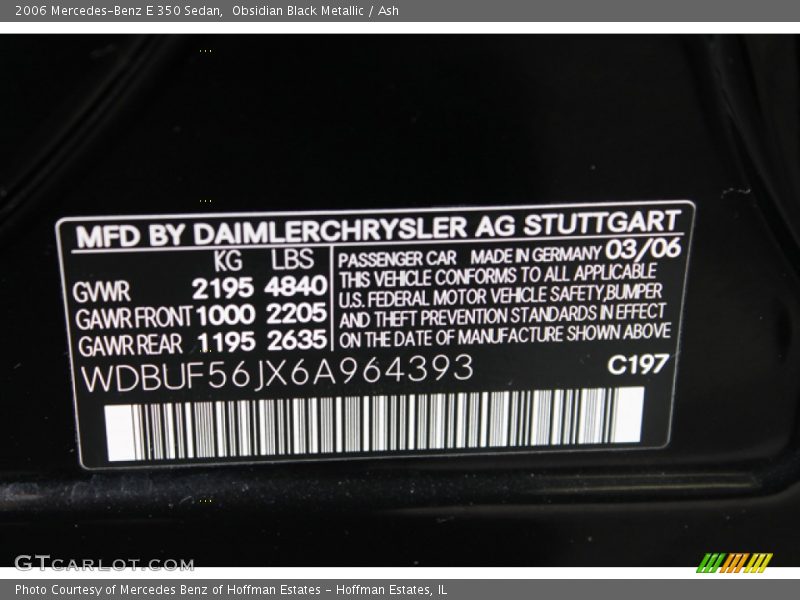 2006 Mercedes-Benz E 350 Sedan,  Obsidian Black Metallic / Ash
MFD BY DAIMLERCHRYSLER AG STUTTGART
KG LBS
GVWR 2195 4840
GAWR FRONT 1000 2205
GAWR REAR 1195 2635
PASSENGER CAR MADE IN GERMANY 03/06
THIS VEHICLE CONFORMS TO ALL APPLICABLE
U.S. FEDERAL MOTOR VEHICLE SAFETY,BUMPER
AND THEFT PREVENTION STANDARDS IN EFFECT
ON THE DATE OF MANUFACTURE SHOWN ABOVE
WDBUF56JX6A964393 C197
GTCARLOT.COM
Photo Courtesy of Mercedes Benz of Hoffman Estates - Hoffman Estates, IL